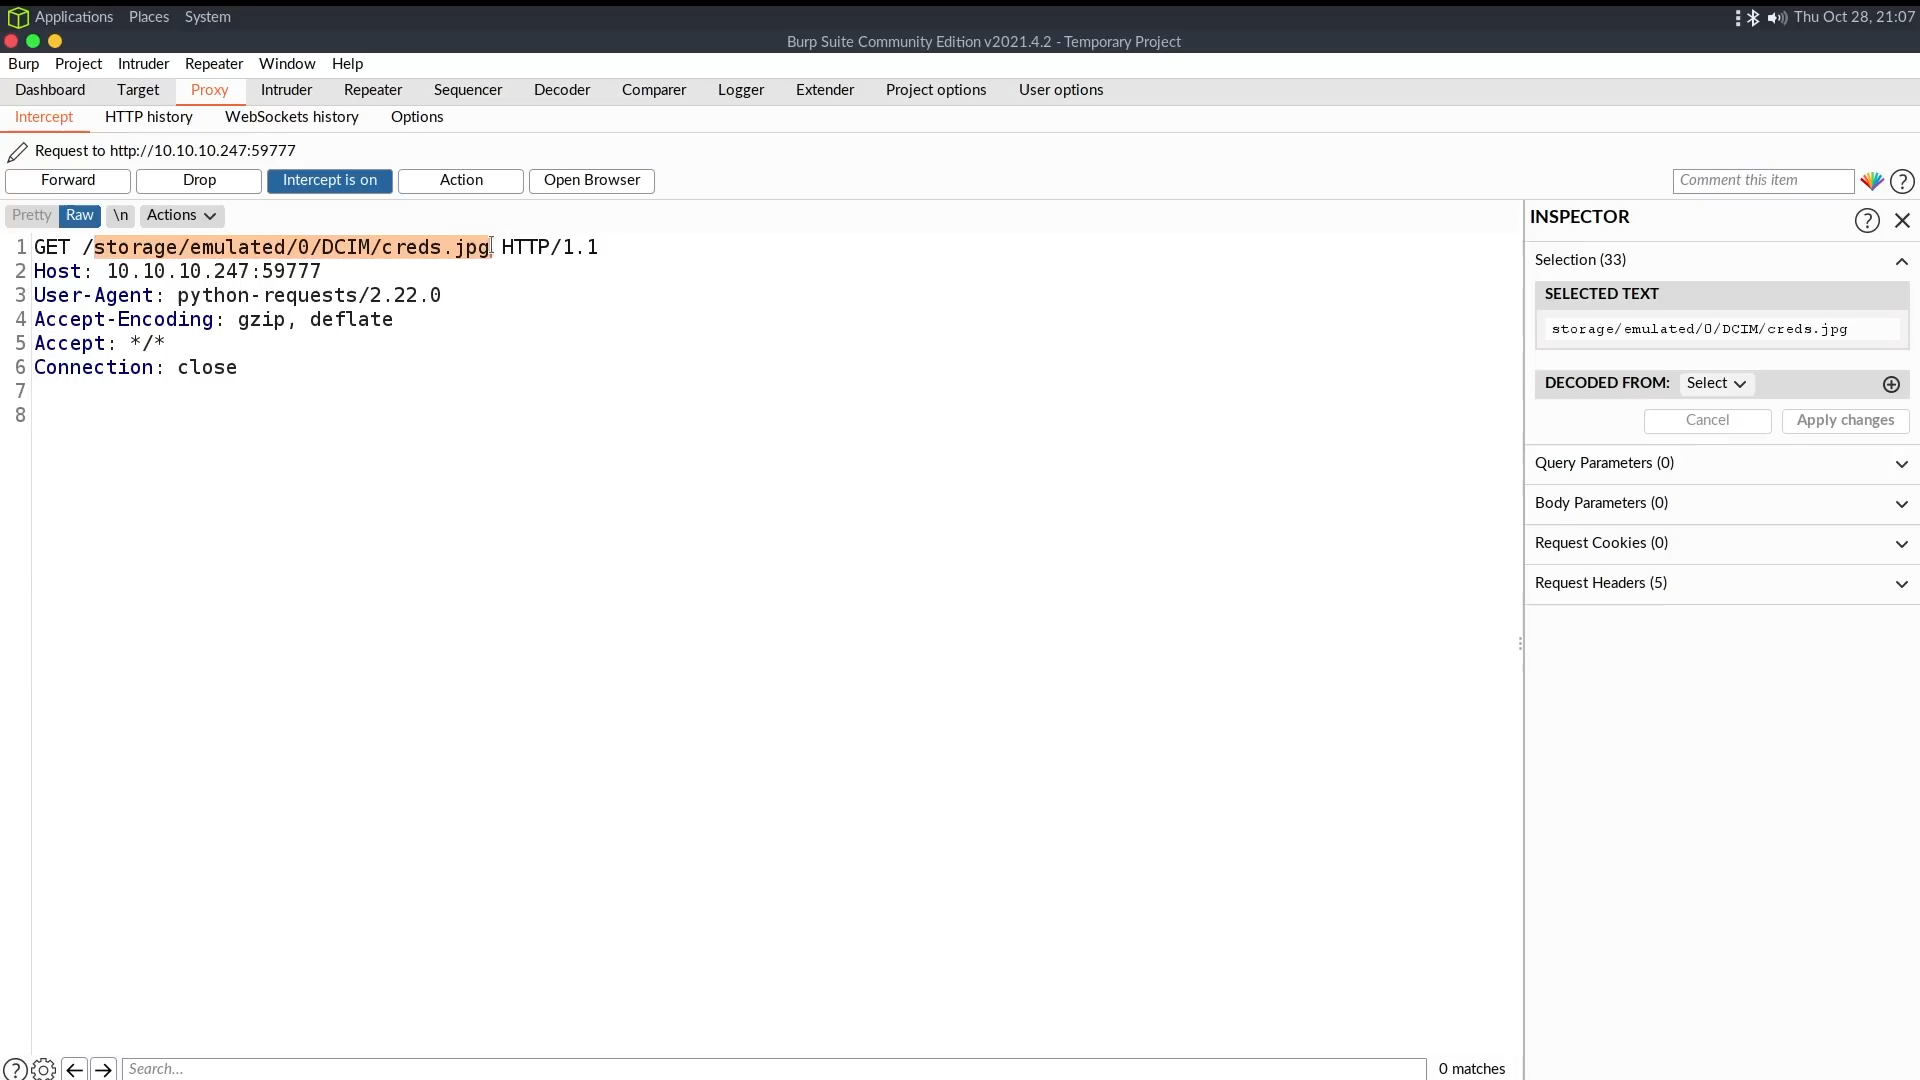 Applications Places System Thu Oct 28, 21:07
Burp Suite Community Edition v2021.4.2 - Temporary Project
Burp Project Intruder Repeater Window Help
Dashboard Target Proxy Intruder Repeater Sequencer Decoder Comparer Logger Extender Project options User options
Intercept HTTP history WebSockets history Options
Request to http://10.10.10.247:59777
Forward Drop Intercept is on Action Open Browser Comment this item ?
Pretty Raw \n Actions
INSPECTOR ?
1 GET /storage/emulated/0/DCIM/creds.jpg HTTP/1.1
2 Host: 10.10.10.247:59777
3 User-Agent: python-requests/2.22.0
4 Accept-Encoding: gzip, deflate
5 Accept: */*
6 Connection: close
7
8
Selection (33)
SELECTED TEXT
storage/emulated/0/DCIM/creds.jpg
DECODED FROM: Select
Cancel Apply changes
Query Parameters (0)
Body Parameters (0)
Request Cookies (0)
Request Headers (5)
? Search... 0 matches